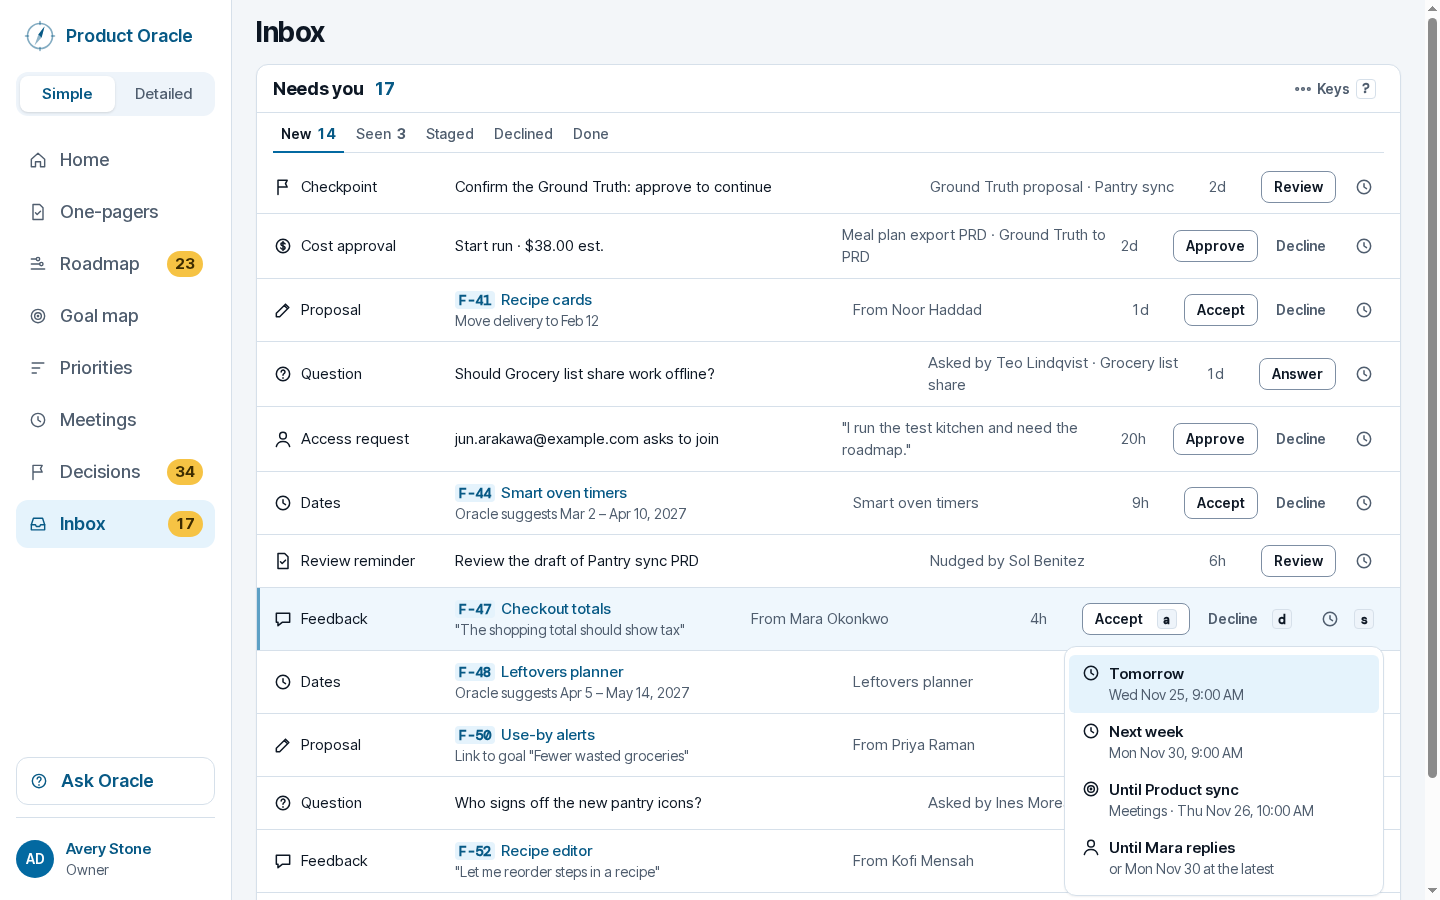 Product Oracle
Simple Detailed
Home
One-pagers
Roadmap 23
Goal map
Priorities
Meetings
Decisions 34
Inbox 17
Ask Oracle
AD Avery Stone
Owner
Inbox
Needs you 17 ••• Keys ?
New 14 Seen 3 Staged Declined Done
Checkpoint Confirm the Ground Truth: approve to continue Ground Truth proposal · Pantry sync 2d Review
Cost approval Start run · $38.00 est. Meal plan export PRD · Ground Truth to PRD 2d Approve Decline
Proposal F-41 Recipe cards From Noor Haddad 1d Accept Decline
Move delivery to Feb 12
Question Should Grocery list share work offline? Asked by Teo Lindqvist · Grocery list share 1d Answer
Access request jun.arakawa@example.com asks to join "I run the test kitchen and need the roadmap." 20h Approve Decline
Dates F-44 Smart oven timers Smart oven timers 9h Accept Decline
Oracle suggests Mar 2 – Apr 10, 2027
Review reminder Review the draft of Pantry sync PRD Nudged by Sol Benitez 6h Review
Feedback F-47 Checkout totals From Mara Okonkwo 4h Accept a Decline d s
"The shopping total should show tax"
Dates F-48 Leftovers planner Leftovers planner
Oracle suggests Apr 5 – May 14, 2027
Proposal F-50 Use-by alerts From Priya Raman
Link to goal "Fewer wasted groceries"
Question Who signs off the new pantry icons? Asked by Ines
Feedback F-52 Recipe editor From Kofi Mensah
"Let me reorder steps in a recipe"
Tomorrow
Wed Nov 25, 9:00 AM
Next week
Mon Nov 30, 9:00 AM
Until Product sync
Meetings · Thu Nov 26, 10:00 AM
Until Mara replies
or Mon Nov 30 at the latest